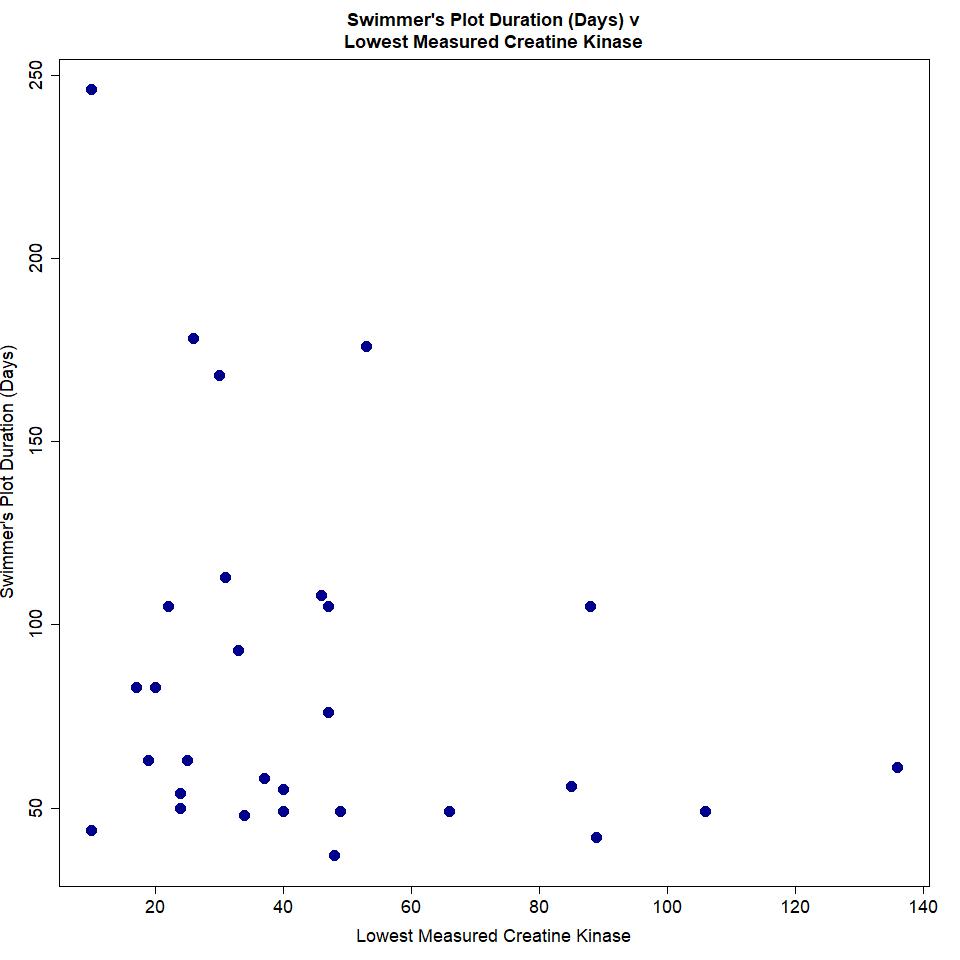 Swimmer's Plot Duration (Days) v
Lowest Measured Creatine Kinase
Swimmer's Plot Duration (Days)
250
200
150
100
50
20 40 60 80 100 120 140
Lowest Measured Creatine Kinase